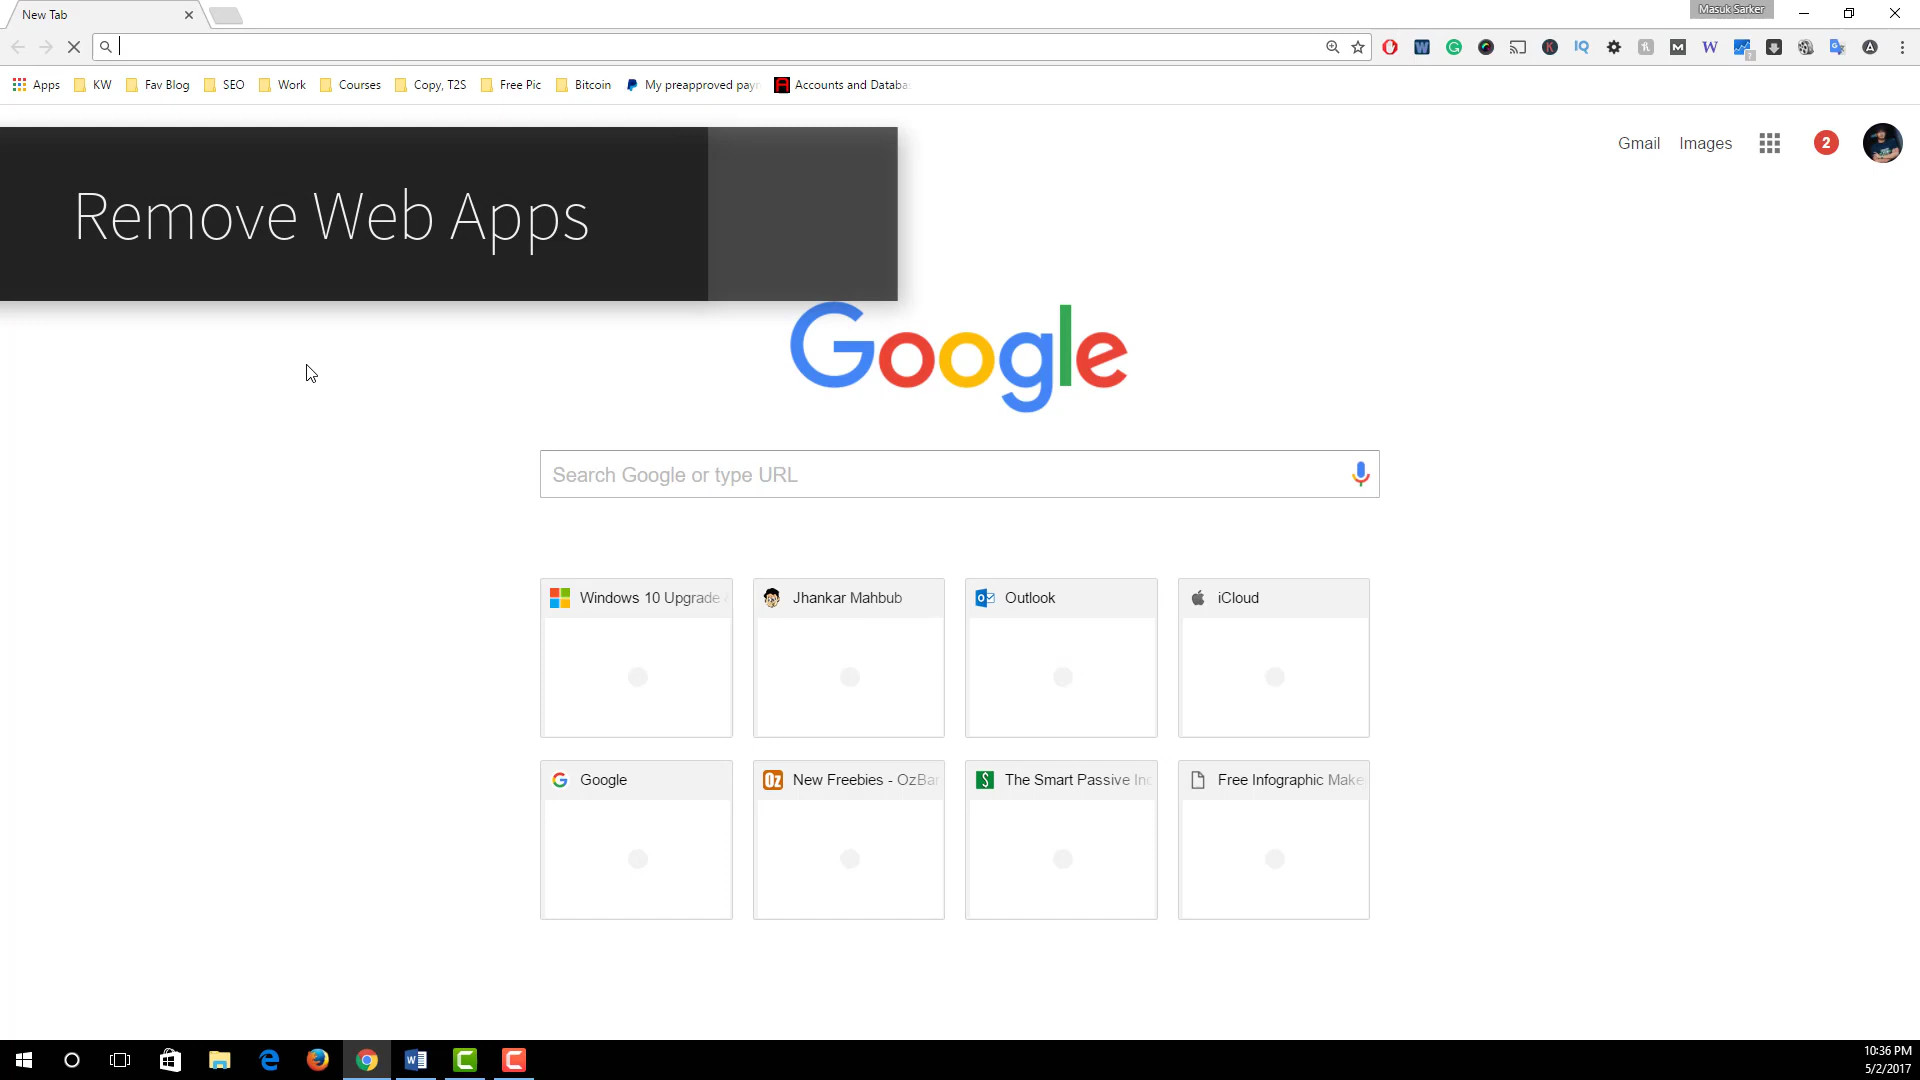 New Tab
Masuk Sarker
Apps KW Fav Blog SEO Work Courses Copy, T2S Free Pic Bitcoin My preapproved payr Accounts and Databa
Gmail Images 2
Remove Web Apps
Google
Search Google or type URL
Windows 10 Upgrade Jhankar Mahbub Outlook iCloud
Google New Freebies - OzBar The Smart Passive Inc Free Infographic Make
10:36 PM
5/2/2017